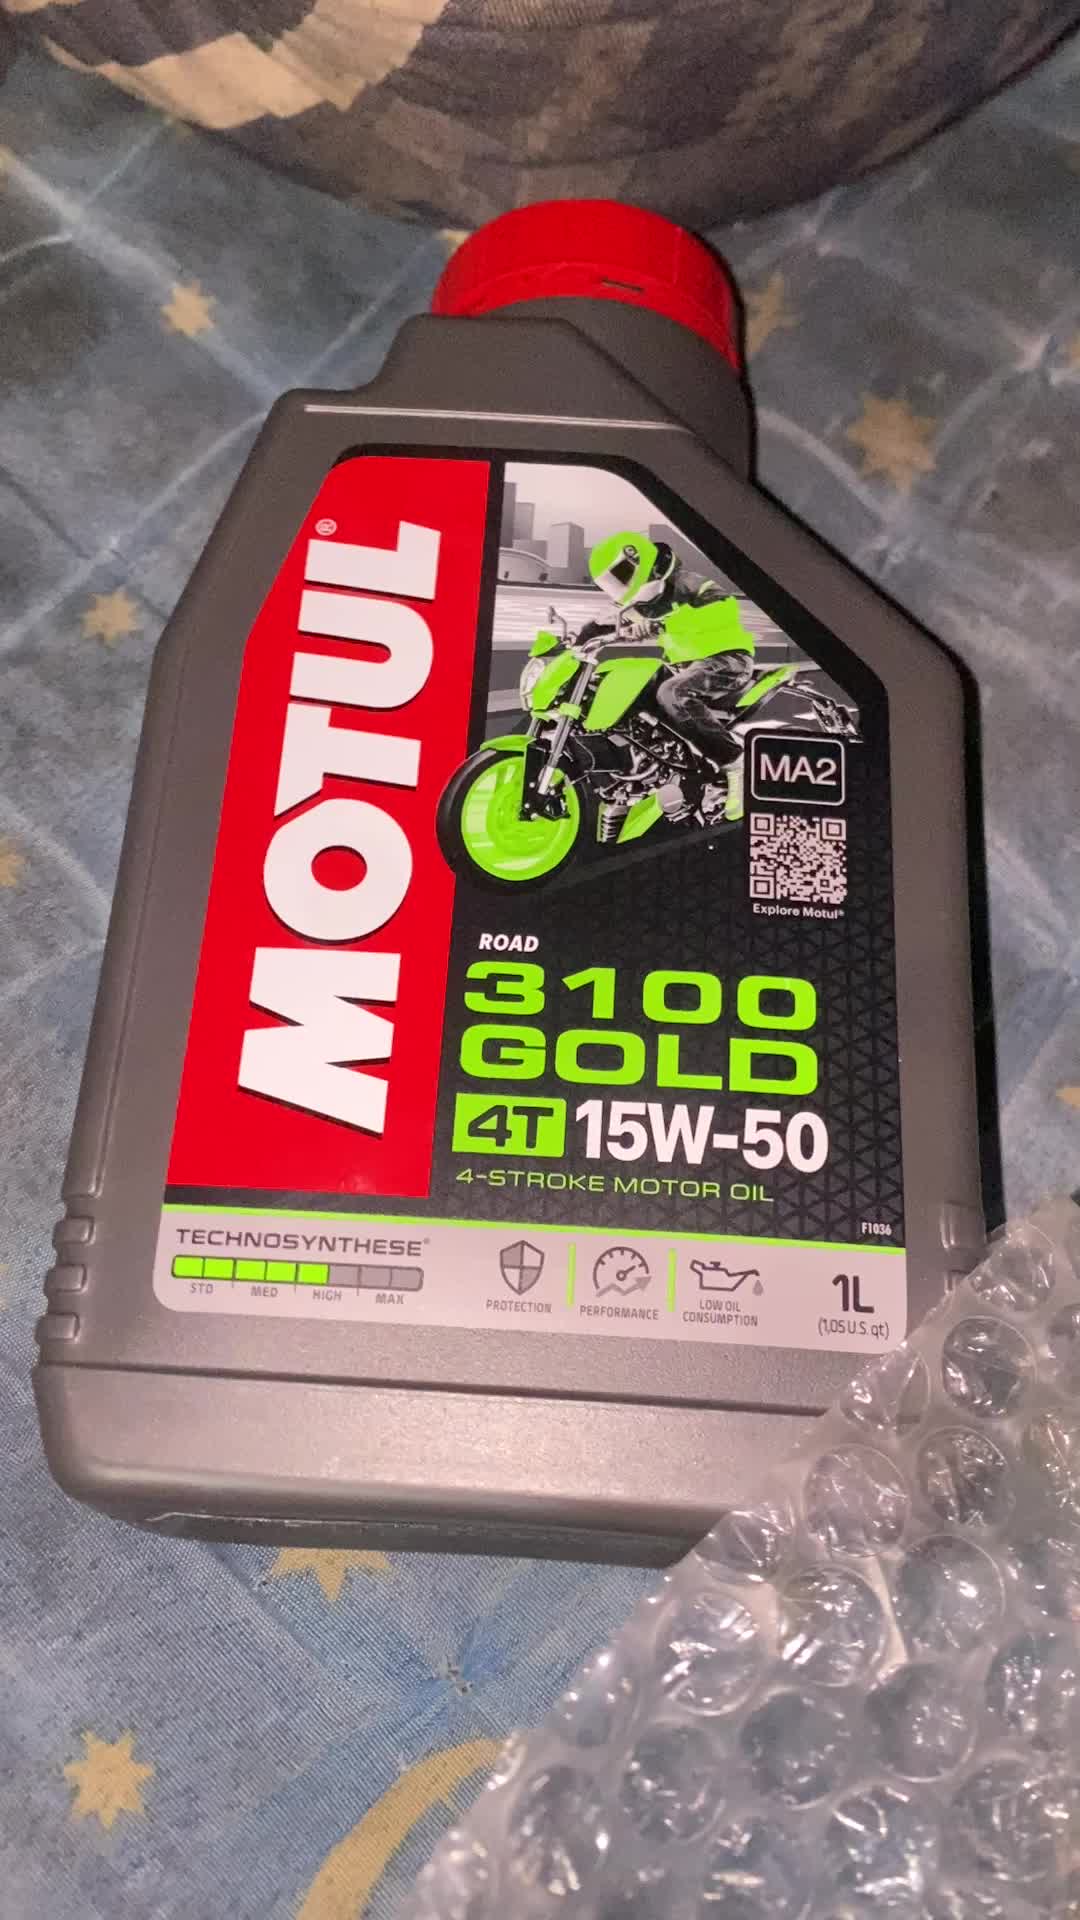 MOTUL®
MA2
Explore Motul®
ROAD
3100
GOLD
4T 15W-50
4-STROKE MOTOR OIL
F1036
TECHNOSYNTHESE®
STD MED HIGH MAX
PROTECTION
PERFORMANCE
LOW OIL
CONSUMPTION
1L
(1,05 U.S. qt)